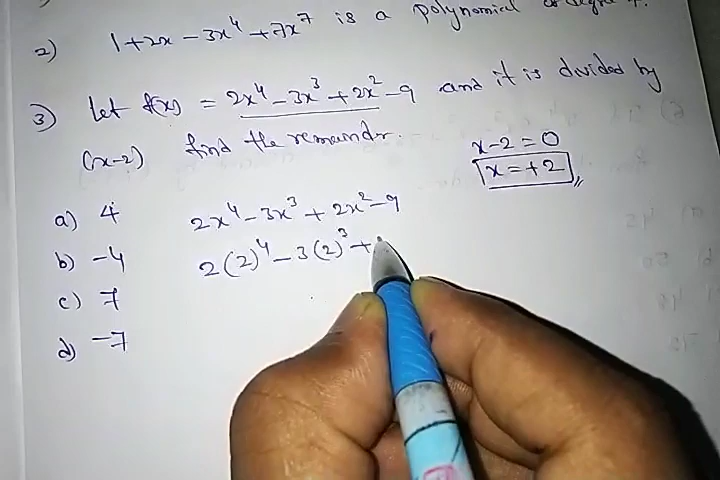 2) 1+2x-3x⁴+7x⁷ is a polynomial of degree 7.
3) Let f(x) = 2x⁴-3x³+2x²-9 and it is divided by
(x-2) find the remaindr.
x-2=0
x=+2
a) 4
b) -4
c) 7
d) -7
2x⁴-3x³+2x²-9
2(2)⁴-3(2)³+